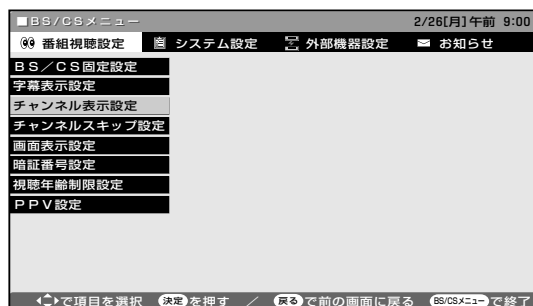 ■BS/CSメニュー 2/26[月]午前 9:00
番組視聴設定 システム設定 外部機器設定 お知らせ
BS/CS固定設定
字幕表示設定
チャンネル表示設定
チャンネルスキップ設定
画面表示設定
暗証番号設定
視聴年齢制限設定
PPV設定
で項目を選択 決定を押す / 戻るで前の画面に戻る BS/CSメニューで終了